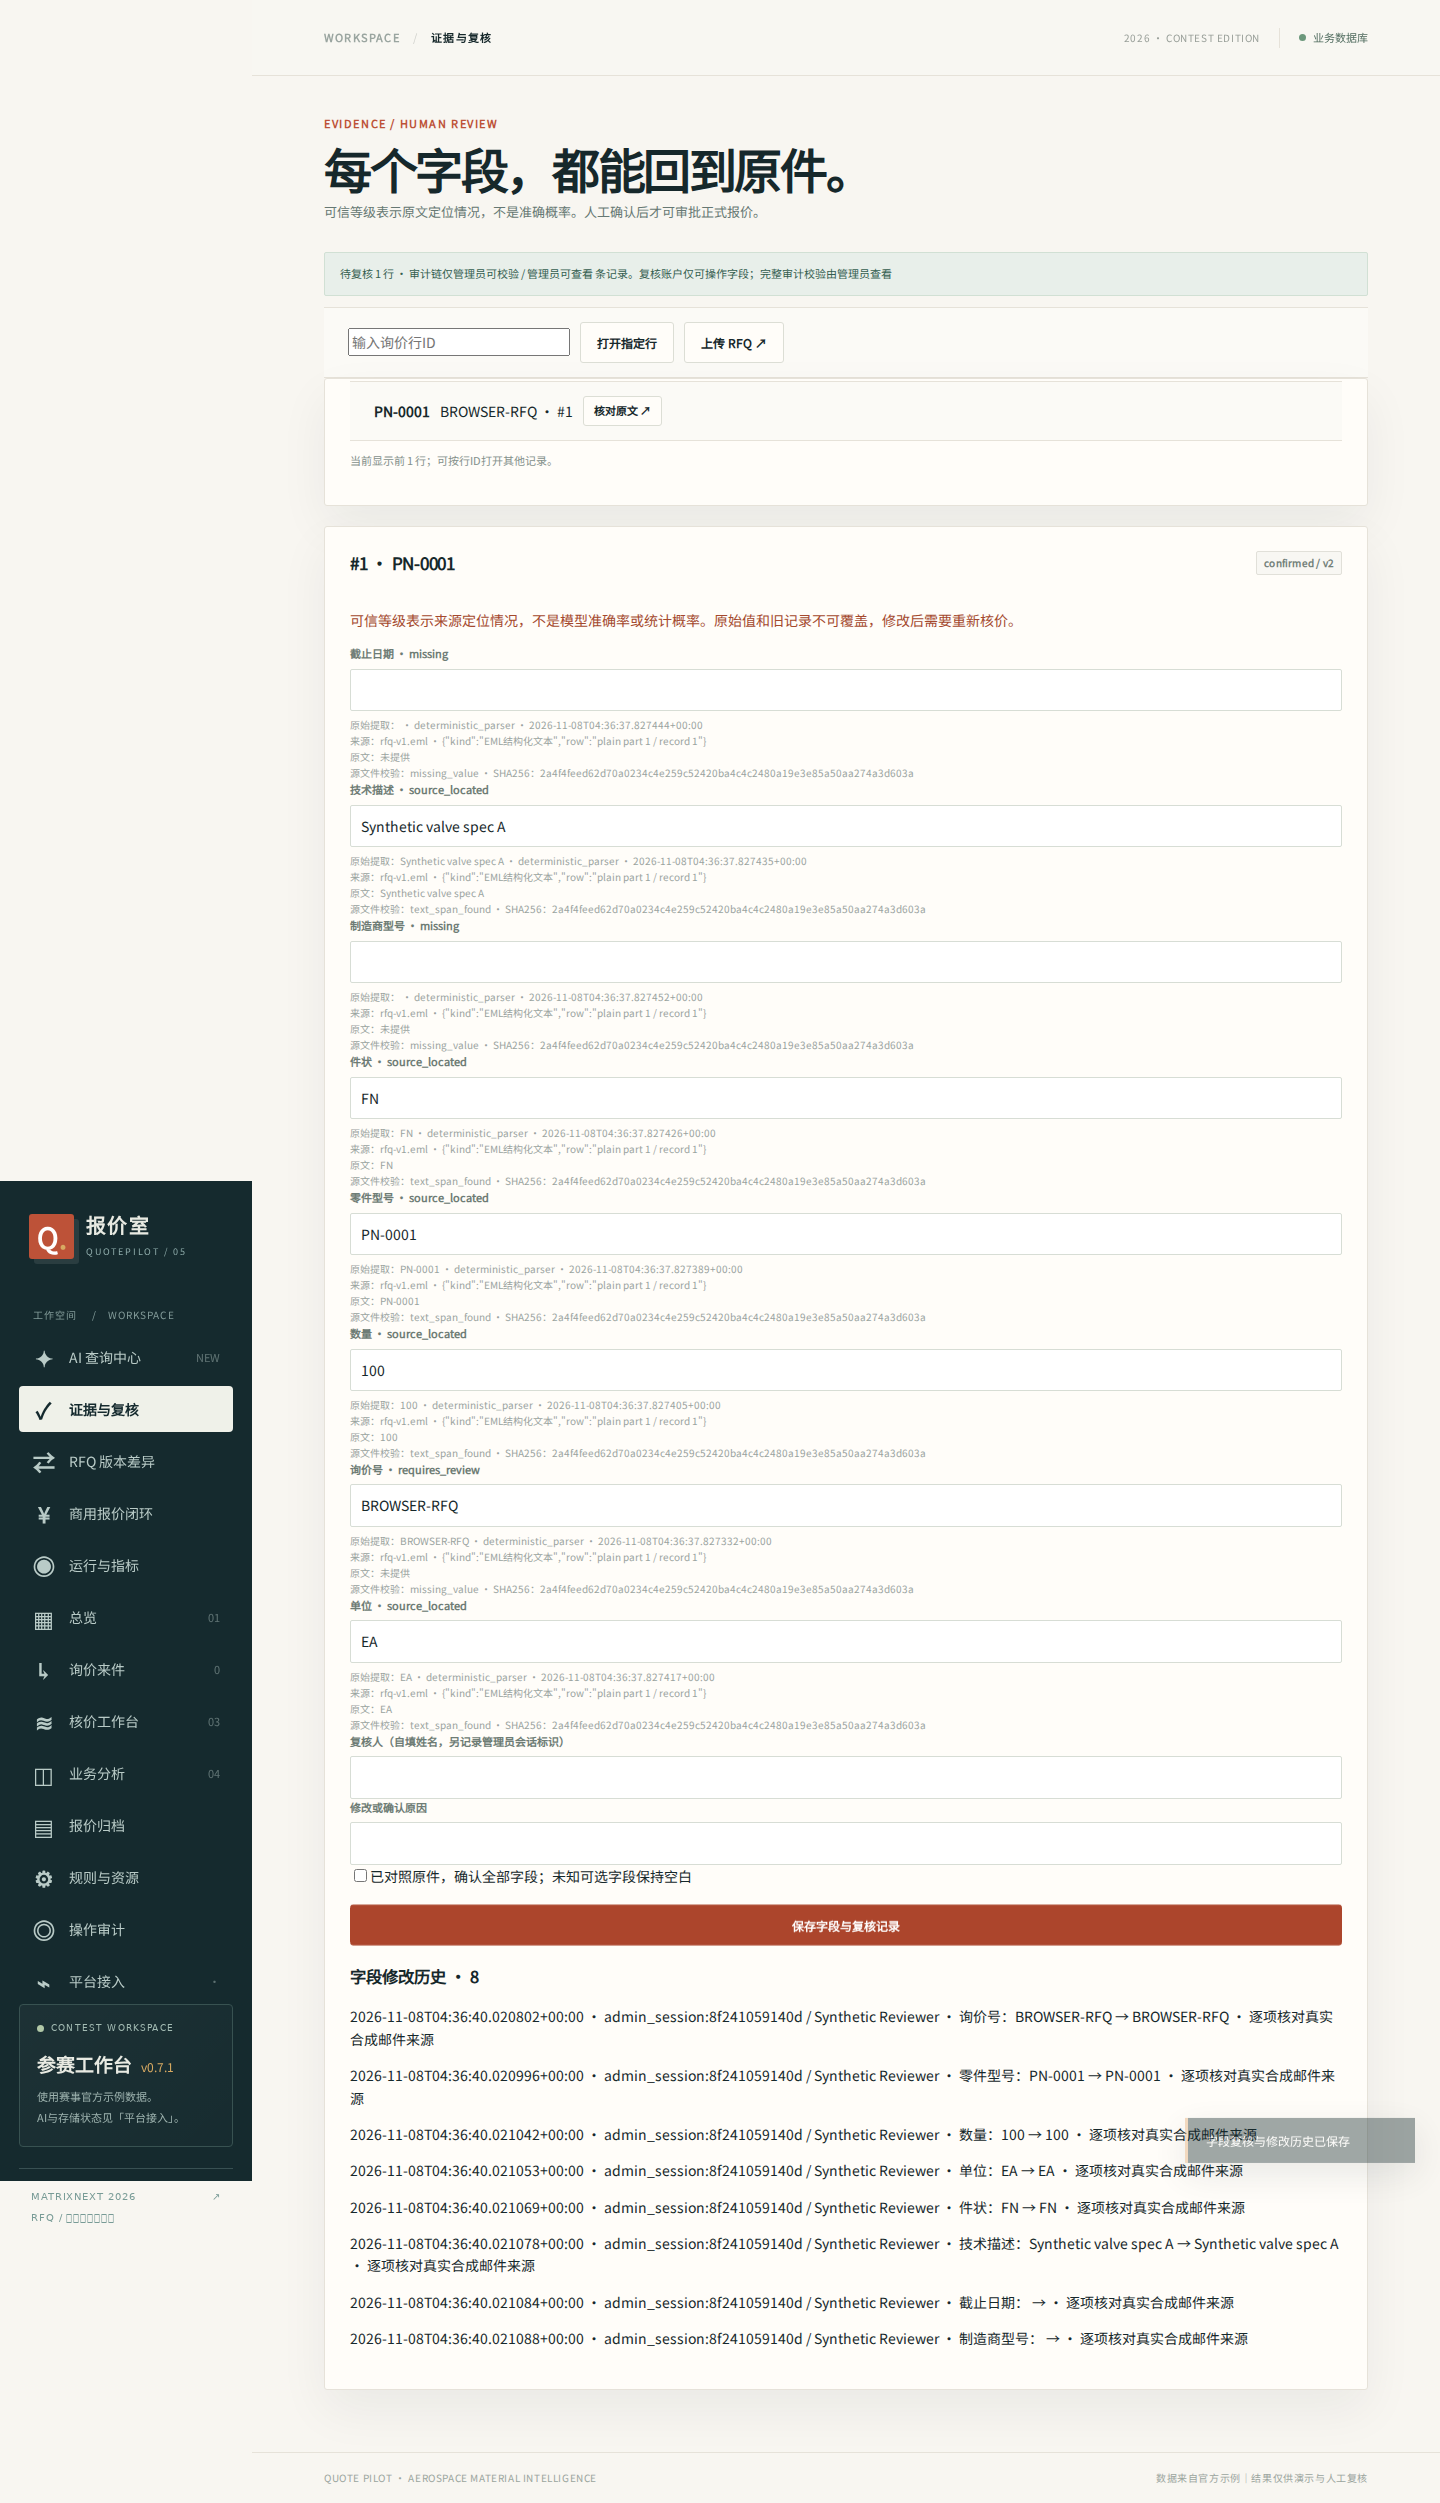 WORKSPACE / 证据与复核
2026 · CONTEST EDITION
业务数据库
EVIDENCE / HUMAN REVIEW
每个字段，都能回到原件。
可信等级表示原文定位情况，不是准确概率。人工确认后才可审批正式报价。
待复核 1 行 · 审计链仅管理员可校验 / 管理员可查看 条记录。复核账户仅可操作字段；完整审计校验由管理员查看
输入询价行ID
打开指定行
上传 RFQ ↗
PN-0001 BROWSER-RFQ · #1 核对原文 ↗
当前显示前 1 行；可按行ID打开其他记录。
#1 · PN-0001
confirmed / v2
可信等级表示来源定位情况，不是模型准确率或统计概率。原始值和旧记录不可覆盖，修改后需要重新核价。
截止日期 · missing
原始提取： · deterministic_parser · 2026-11-08T04:36:37.827444+00:00
来源：rfq-v1.eml · {"kind":"EML结构化文本","row":"plain part 1 / record 1"}
原文：未提供
源文件校验：missing_value · SHA256：2a4f4feed62d70a0234c4e259c52420ba4c4c2480a19e3e85a50aa274a3d603a
技术描述 · source_located
Synthetic valve spec A
原始提取：Synthetic valve spec A · deterministic_parser · 2026-11-08T04:36:37.827435+00:00
来源：rfq-v1.eml · {"kind":"EML结构化文本","row":"plain part 1 / record 1"}
原文：Synthetic valve spec A
源文件校验：text_span_found · SHA256：2a4f4feed62d70a0234c4e259c52420ba4c4c2480a19e3e85a50aa274a3d603a
制造商型号 · missing
原始提取： · deterministic_parser · 2026-11-08T04:36:37.827452+00:00
来源：rfq-v1.eml · {"kind":"EML结构化文本","row":"plain part 1 / record 1"}
原文：未提供
源文件校验：missing_value · SHA256：2a4f4feed62d70a0234c4e259c52420ba4c4c2480a19e3e85a50aa274a3d603a
件状 · source_located
FN
原始提取：FN · deterministic_parser · 2026-11-08T04:36:37.827426+00:00
来源：rfq-v1.eml · {"kind":"EML结构化文本","row":"plain part 1 / record 1"}
原文：FN
源文件校验：text_span_found · SHA256：2a4f4feed62d70a0234c4e259c52420ba4c4c2480a19e3e85a50aa274a3d603a
零件型号 · source_located
PN-0001
原始提取：PN-0001 · deterministic_parser · 2026-11-08T04:36:37.827389+00:00
来源：rfq-v1.eml · {"kind":"EML结构化文本","row":"plain part 1 / record 1"}
原文：PN-0001
源文件校验：text_span_found · SHA256：2a4f4feed62d70a0234c4e259c52420ba4c4c2480a19e3e85a50aa274a3d603a
数量 · source_located
100
原始提取：100 · deterministic_parser · 2026-11-08T04:36:37.827405+00:00
来源：rfq-v1.eml · {"kind":"EML结构化文本","row":"plain part 1 / record 1"}
原文：100
源文件校验：text_span_found · SHA256：2a4f4feed62d70a0234c4e259c52420ba4c4c2480a19e3e85a50aa274a3d603a
询价号 · requires_review
BROWSER-RFQ
原始提取：BROWSER-RFQ · deterministic_parser · 2026-11-08T04:36:37.827332+00:00
来源：rfq-v1.eml · {"kind":"EML结构化文本","row":"plain part 1 / record 1"}
原文：未提供
源文件校验：missing_value · SHA256：2a4f4feed62d70a0234c4e259c52420ba4c4c2480a19e3e85a50aa274a3d603a
单位 · source_located
EA
原始提取：EA · deterministic_parser · 2026-11-08T04:36:37.827417+00:00
来源：rfq-v1.eml · {"kind":"EML结构化文本","row":"plain part 1 / record 1"}
原文：EA
源文件校验：text_span_found · SHA256：2a4f4feed62d70a0234c4e259c52420ba4c4c2480a19e3e85a50aa274a3d603a
复核人（自填姓名，另记录管理员会话标识）
修改或确认原因
已对照原件，确认全部字段；未知可选字段保持空白
保存字段与复核记录
字段修改历史 · 8
2026-11-08T04:36:40.020802+00:00 · admin_session:8f241059140d / Synthetic Reviewer · 询价号：BROWSER-RFQ → BROWSER-RFQ · 逐项核对真实
合成邮件来源
2026-11-08T04:36:40.020996+00:00 · admin_session:8f241059140d / Synthetic Reviewer · 零件型号：PN-0001 → PN-0001 · 逐项核对真实合成邮件来
源
2026-11-08T04:36:40.021042+00:00 · admin_session:8f241059140d / Synthetic Reviewer · 数量：100 → 100 · 逐项核对真实合成邮件来源
字段复核与修改历史已保存
2026-11-08T04:36:40.021053+00:00 · admin_session:8f241059140d / Synthetic Reviewer · 单位：EA → EA · 逐项核对真实合成邮件来源
2026-11-08T04:36:40.021069+00:00 · admin_session:8f241059140d / Synthetic Reviewer · 件状：FN → FN · 逐项核对真实合成邮件来源
2026-11-08T04:36:40.021078+00:00 · admin_session:8f241059140d / Synthetic Reviewer · 技术描述：Synthetic valve spec A → Synthetic valve spec A
· 逐项核对真实合成邮件来源
2026-11-08T04:36:40.021084+00:00 · admin_session:8f241059140d / Synthetic Reviewer · 截止日期： → · 逐项核对真实合成邮件来源
2026-11-08T04:36:40.021088+00:00 · admin_session:8f241059140d / Synthetic Reviewer · 制造商型号： → · 逐项核对真实合成邮件来源
QUOTE PILOT · AEROSPACE MATERIAL INTELLIGENCE
数据来自官方示例｜结果仅供演示与人工复核
Q.
报价室
QUOTEPILOT / 05
工作空间 / WORKSPACE
AI 查询中心 NEW
证据与复核
RFQ 版本差异
¥ 商用报价闭环
运行与指标
总览 01
询价来件 0
核价工作台 03
业务分析 04
报价归档
规则与资源
操作审计
平台接入 ·
CONTEST WORKSPACE
参赛工作台 v0.7.1
使用赛事官方示例数据。
AI与存储状态见「平台接入」。
MATRIXNEXT 2026 ↗
RFQ /